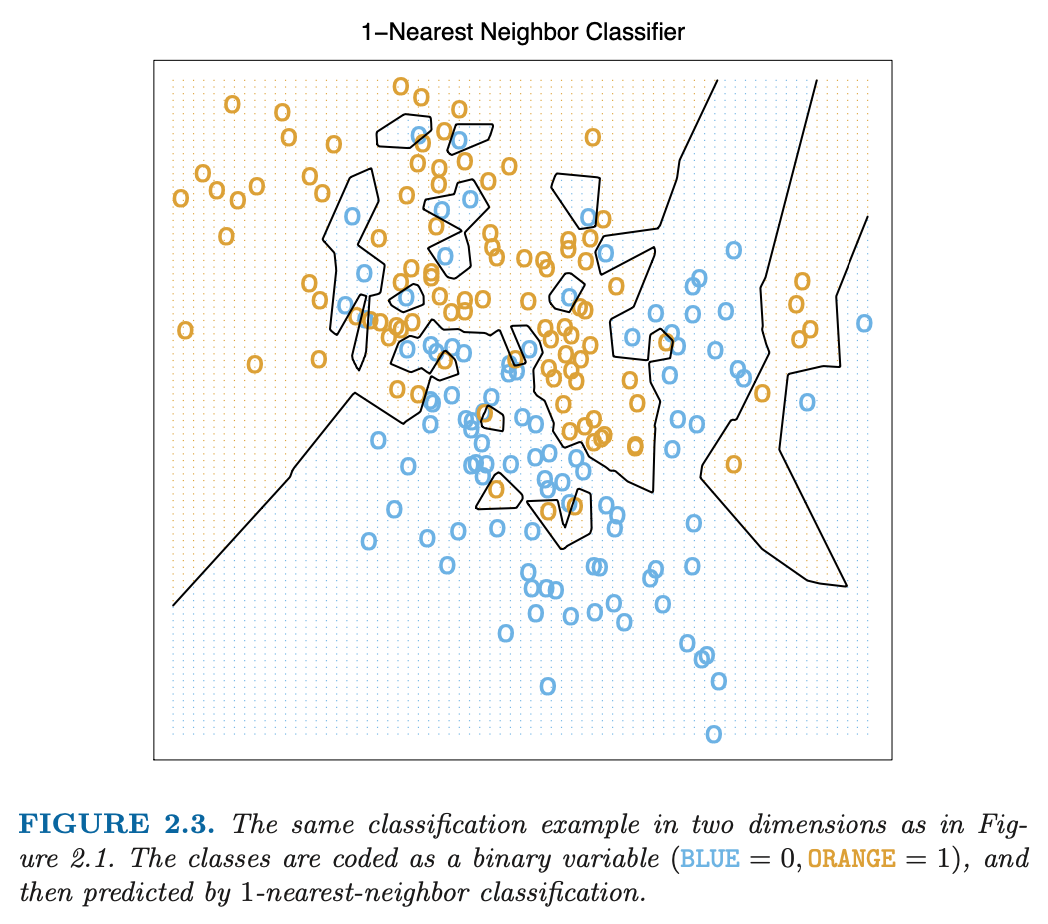 1−Nearest Neighbor Classifier
FIGURE 2.3. The same classification example in two dimensions as in Fig-
ure 2.1. The classes are coded as a binary variable (BLUE = 0, ORANGE = 1), and
then predicted by 1-nearest-neighbor classification.